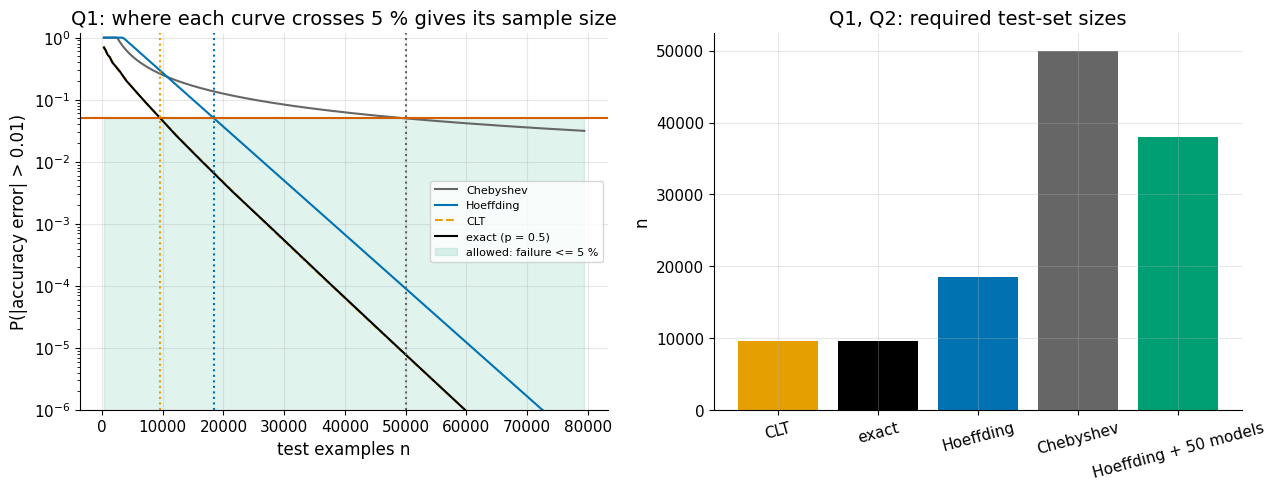 Q1: where each curve crosses 5 % gives its sample size
P(|accuracy error| > 0.01)
10⁰
10⁻¹
10⁻²
10⁻³
10⁻⁴
10⁻⁵
10⁻⁶
Chebyshev
Hoeffding
CLT
exact (p = 0.5)
allowed: failure <= 5 %
0 10000 20000 30000 40000 50000 60000 70000 80000
test examples n
Q1, Q2: required test-set sizes
n
50000
40000
30000
20000
10000
0
CLT exact Hoeffding Chebyshev Hoeffding + 50 models